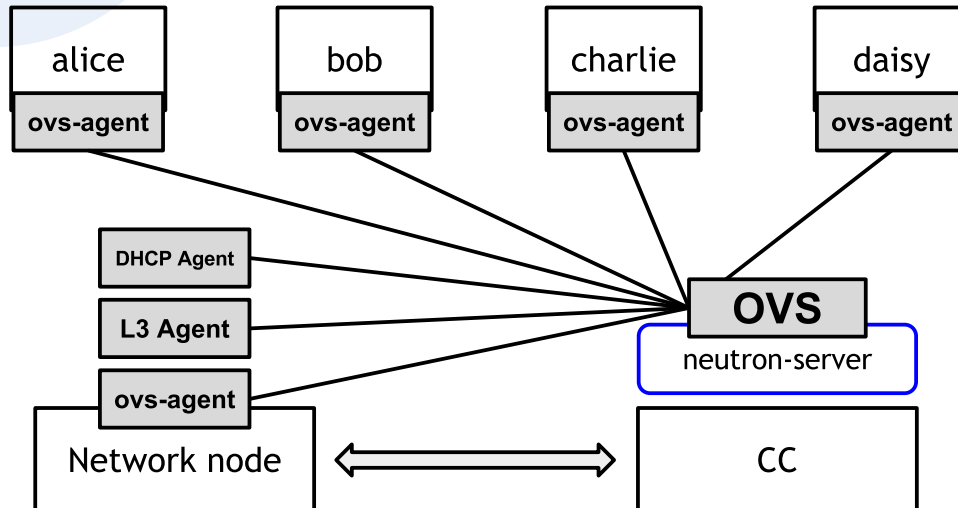 alice
bob
charlie
daisy
ovs-agent
ovs-agent
ovs-agent
ovs-agent
DHCP Agent
L3 Agent
ovs-agent
OVS
neutron-server
Network node
CC